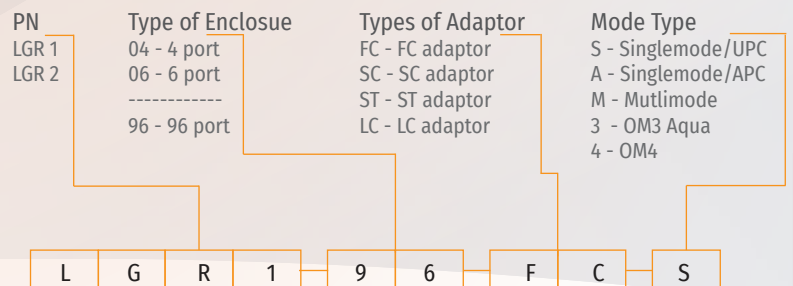 PN
LGR 1
LGR 2
Type of Enclosue
04 - 4 port
06 - 6 port
------------
96 - 96 port
Types of Adaptor
FC - FC adaptor
SC - SC adaptor
ST - ST adaptor
LC - LC adaptor
Mode Type
S - Singlemode/UPC
A - Singlemode/APC
M - Mutlimode
3 - OM3 Aqua
4 - OM4
L G R 1 - 9 6 - F C - S